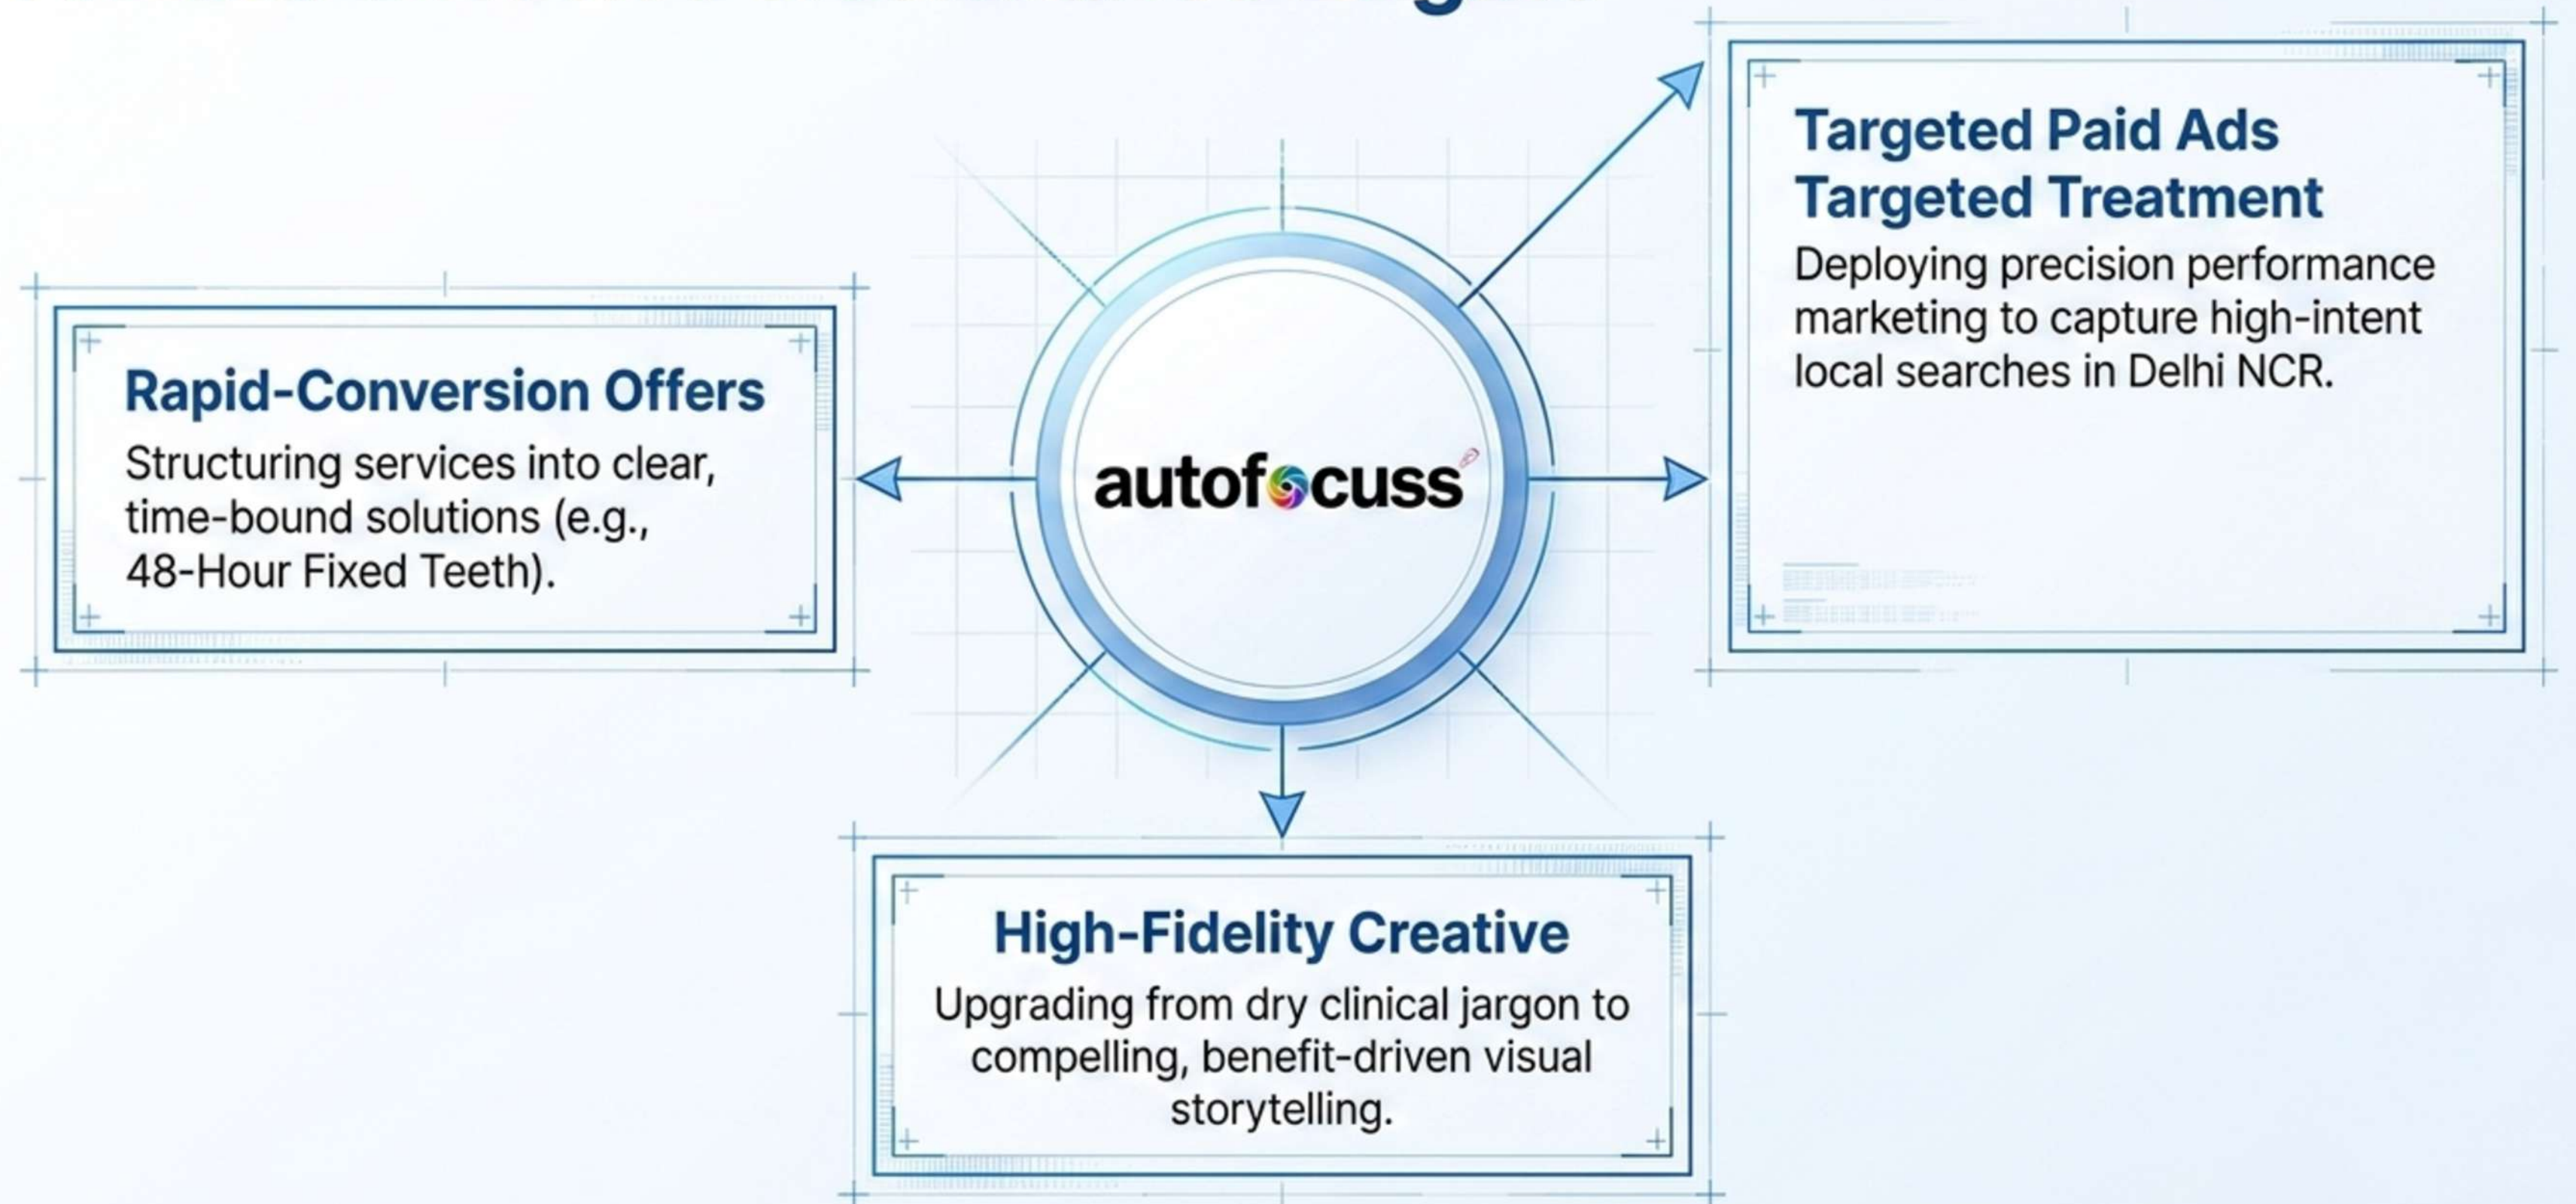 Rapid-Conversion Offers
Structuring services into clear,
time-bound solutions (e.g.,
48-Hour Fixed Teeth).
autofocuss
Targeted Paid Ads
Targeted Treatment
Deploying precision performance
marketing to capture high-intent
local searches in Delhi NCR.
High-Fidelity Creative
Upgrading from dry clinical jargon to
compelling, benefit-driven visual
storytelling.